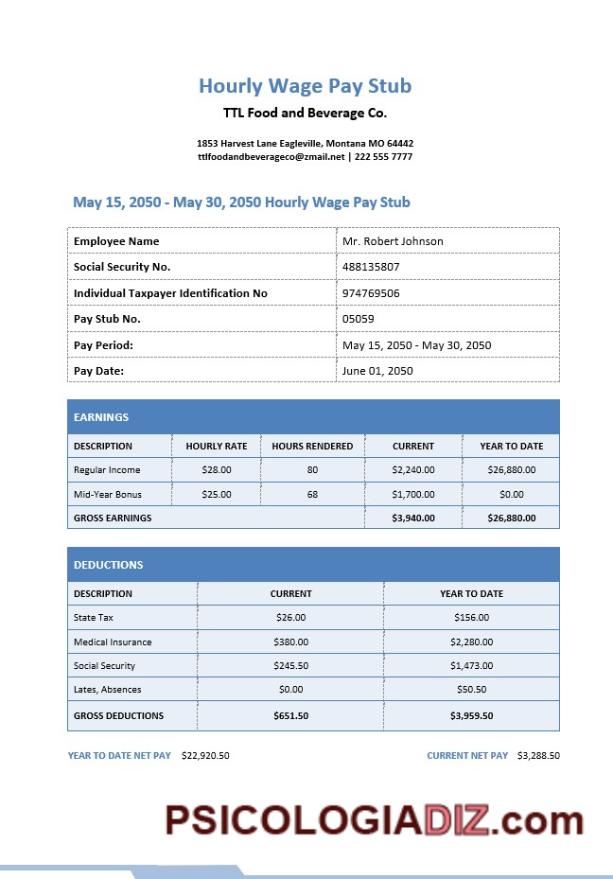 Hourly Wage Pay Stub
TTL Food and Beverage Co.
1853 Harvest Lane Eagleville, Montana MO 64442
ttlfoodandbeverageco@zmail.net | 222 555 7777
May 15, 2050 - May 30, 2050 Hourly Wage Pay Stub
Employee Name Mr. Robert Johnson
Social Security No. 488135807
Individual Taxpayer Identification No 974769506
Pay Stub No. 05059
Pay Period: May 15, 2050 - May 30, 2050
Pay Date: June 01, 2050
EARNINGS
DESCRIPTION HOURLY RATE HOURS RENDERED CURRENT YEAR TO DATE
Regular Income $28.00 80 $2,240.00 $26,880.00
Mid-Year Bonus $25.00 68 $1,700.00 $0.00
GROSS EARNINGS $3,940.00 $26,880.00
DEDUCTIONS
DESCRIPTION CURRENT YEAR TO DATE
State Tax $26.00 $156.00
Medical Insurance $380.00 $2,280.00
Social Security $245.50 $1,473.00
Lates, Absences $0.00 $50.50
GROSS DEDUCTIONS $651.50 $3,959.50
YEAR TO DATE NET PAY $22,920.50 CURRENT NET PAY $3,288.50
PSICOLOGIADIZ.com